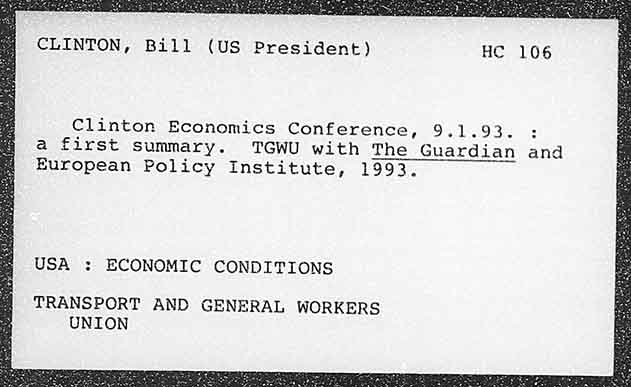 CLINTON, Bill (US President) HC 106
Clinton Economics Conference, 9.1.93. :
a first summary. TGWU with The Guardian and
European Policy Institute, 1993.
USA : ECONOMIC CONDITIONS
TRANSPORT AND GENERAL WORKERS
UNION